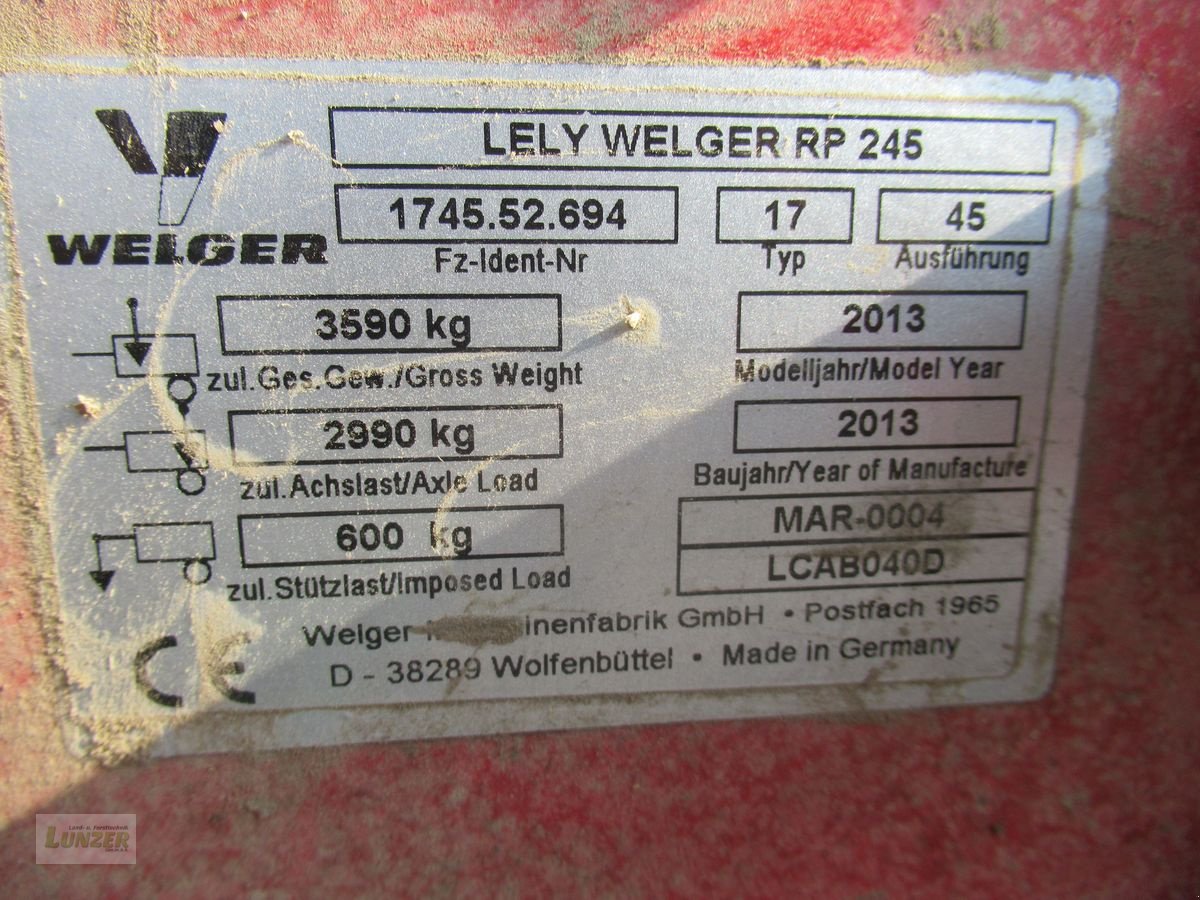 LELY WELGER RP 245
WELGER
1745.52.694 17 45
Fz-Ident-Nr Typ Ausführung
3590 kg
zul.Ges.Gew./Gross Weight
2013
Modelljahr/Model Year
2990 kg
zul.Achslast/Axle Load
2013
Baujahr/Year of Manufacture
600 kg
zul.Stützlast/Imposed Load
MAR-0004
LCAB040D
CE
Welger GmbH • Postfach 1965
D - 38289 Wolfenbüttel • Made in Germany
Land- u. Forsttechnik
LUNZER